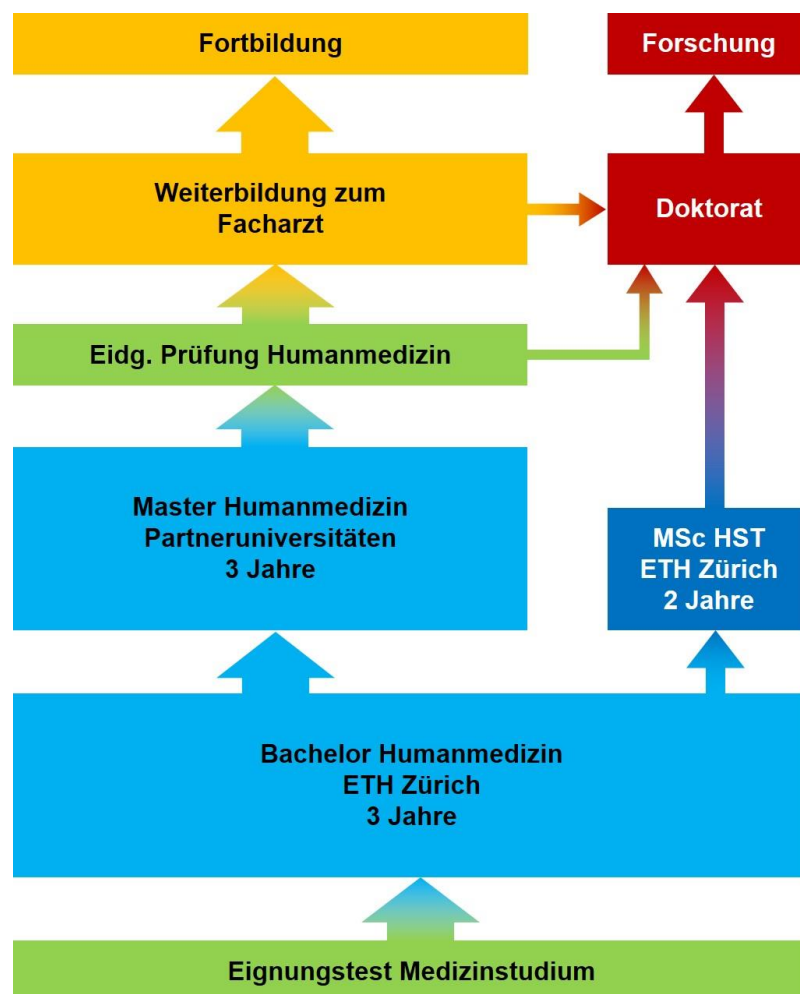 Fortbildung
Forschung
Weiterbildung zum
Facharzt
Doktorat
Eidg. Prüfung Humanmedizin
Master Humanmedizin
Partneruniversitäten
3 Jahre
MSc HST
ETH Zürich
2 Jahre
Bachelor Humanmedizin
ETH Zürich
3 Jahre
Eignungstest Medizinstudium